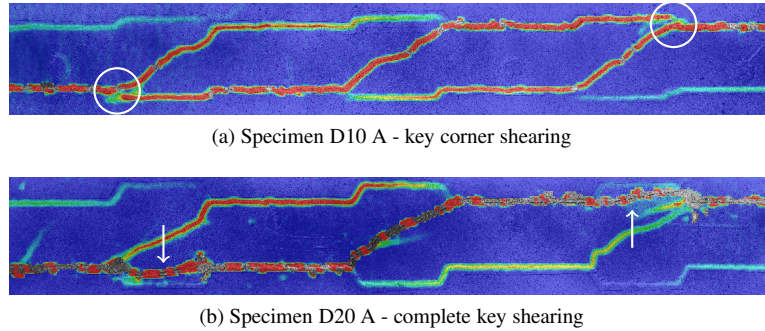 (a) Specimen D10 A - key corner shearing
(b) Specimen D20 A - complete key shearing